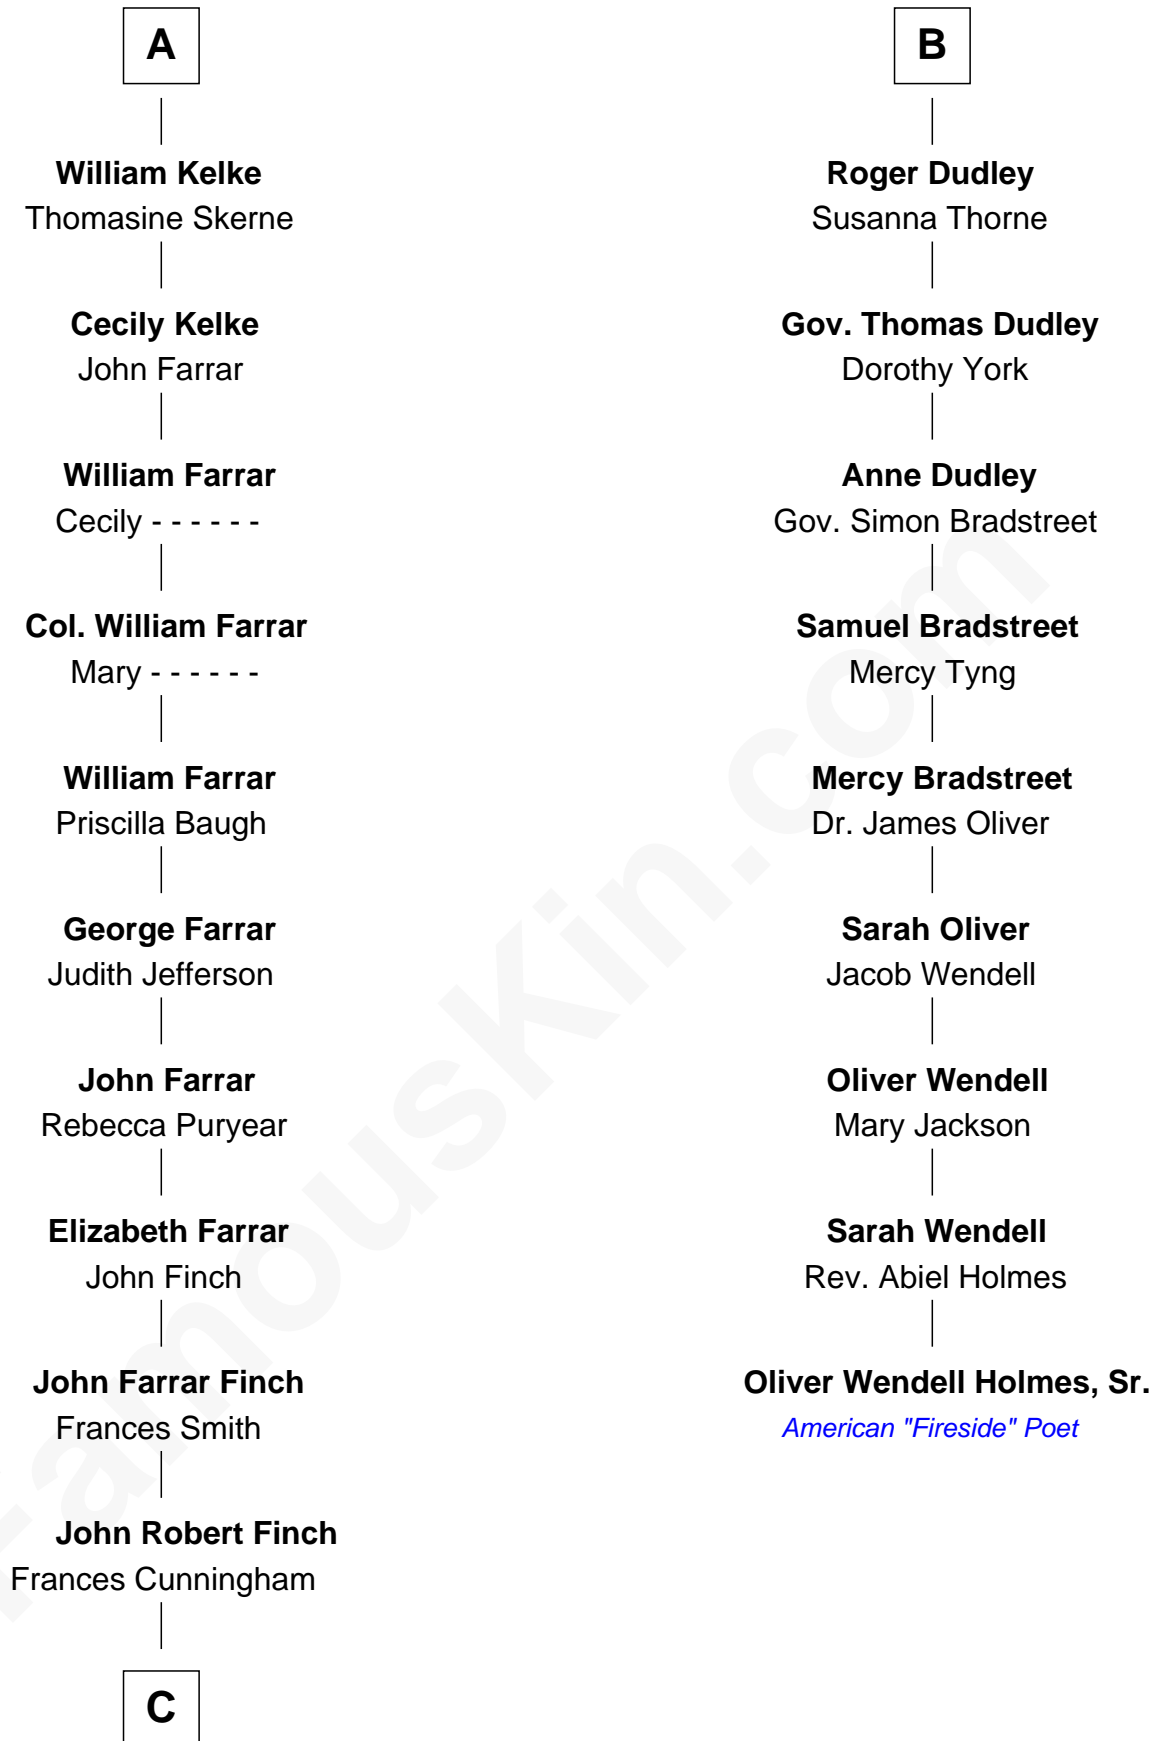 A
William Kelke
Thomasine Skerne
Cecily Kelke
John Farrar
William Farrar
Cecily - - - - - -
Col. William Farrar
Mary - - - - - -
William Farrar
Priscilla Baugh
George Farrar
Judith Jefferson
John Farrar
Rebecca Puryear
Elizabeth Farrar
John Finch
John Farrar Finch
Frances Smith
John Robert Finch
Frances Cunningham
C
B
Roger Dudley
Susanna Thorne
Gov. Thomas Dudley
Dorothy York
Anne Dudley
Gov. Simon Bradstreet
Samuel Bradstreet
Mercy Tyng
Mercy Bradstreet
Dr. James Oliver
Sarah Oliver
Jacob Wendell
Oliver Wendell
Mary Jackson
Sarah Wendell
Rev. Abiel Holmes
Oliver Wendell Holmes, Sr.
American "Fireside" Poet
FamousKin.com